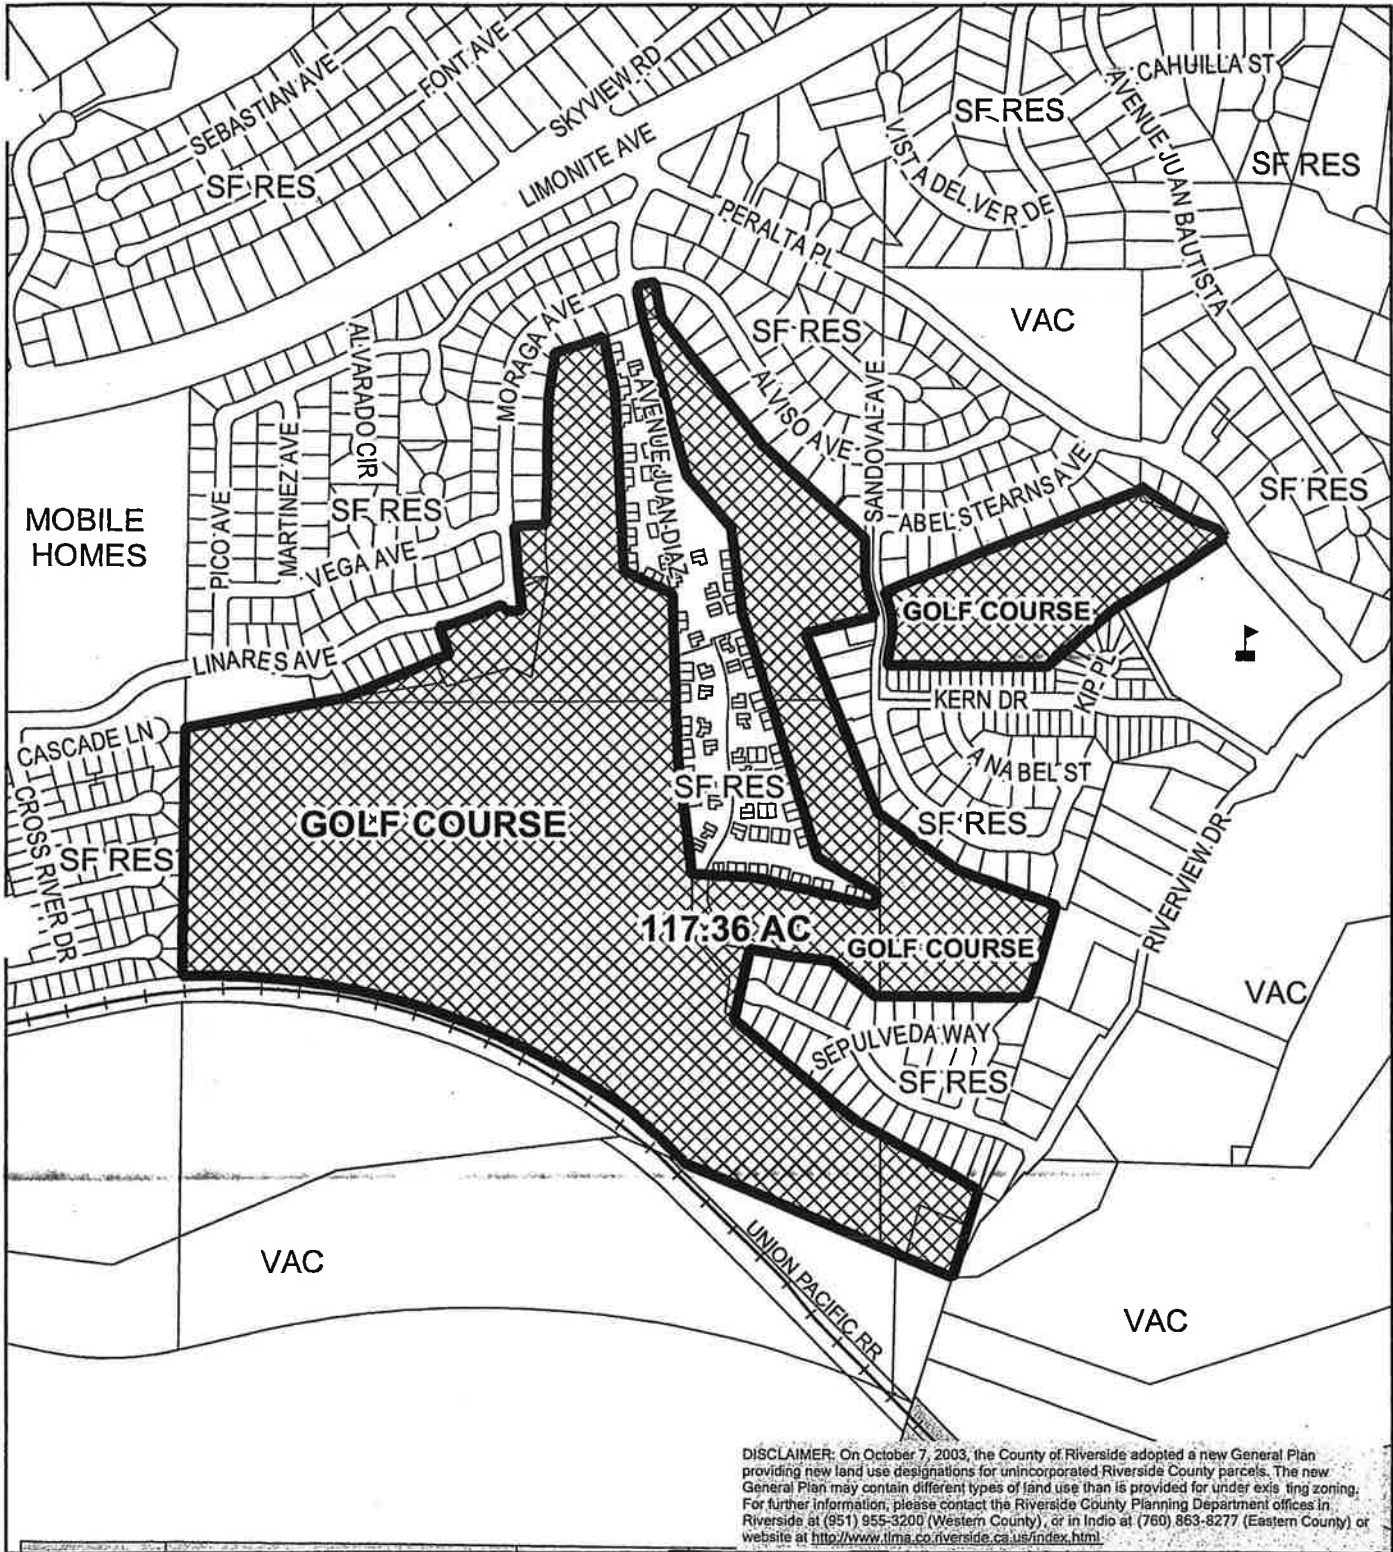 SEBASTIAN AVE
FONT AVE
SKYVIEW RD
SF RES
LIMONITE AVE
CAHUILLA ST
SF RES
AVENUE JUAN BAUTISTA
SF RES
VISTA DEL VERDE
PERALTA PL
VAC
SF RES
MORAGA AVE
ALVARADO CIR
ALVISO AVE
SANDOVAL AVE
AVENUE JUAN DIAZ
PICO AVE
MARTINEZ AVE
SF RES
ABEL STEARNS AVE
SF RES
MOBILE
HOMES
VEGA AVE
GOLF COURSE
LINARES AVE
KERN DR
KIP PL
CASCADE LN
ANABEL ST
SF RES
CROSS RIVER DR
GOLF COURSE
SF RES
SF RES
RIVERVIEW DR
117.36 AC
GOLF COURSE
VAC
SEPULVEDA WAY
SF RES
VAC
UNION PACIFIC RR
VAC
DISCLAIMER: On October 7, 2003, the County of Riverside adopted a new General Plan
providing new land use designations for unincorporated Riverside County parcels. The new
General Plan may contain different types of land use than is provided for under exis ting zoning.
For further information, please contact the Riverside County Planning Department offices in
Riverside at (951) 955-3200 (Western County), or in Indio at (760) 863-8277 (Eastern County) or
website at http://www.tlma.co.riverside.ca.us/index.html